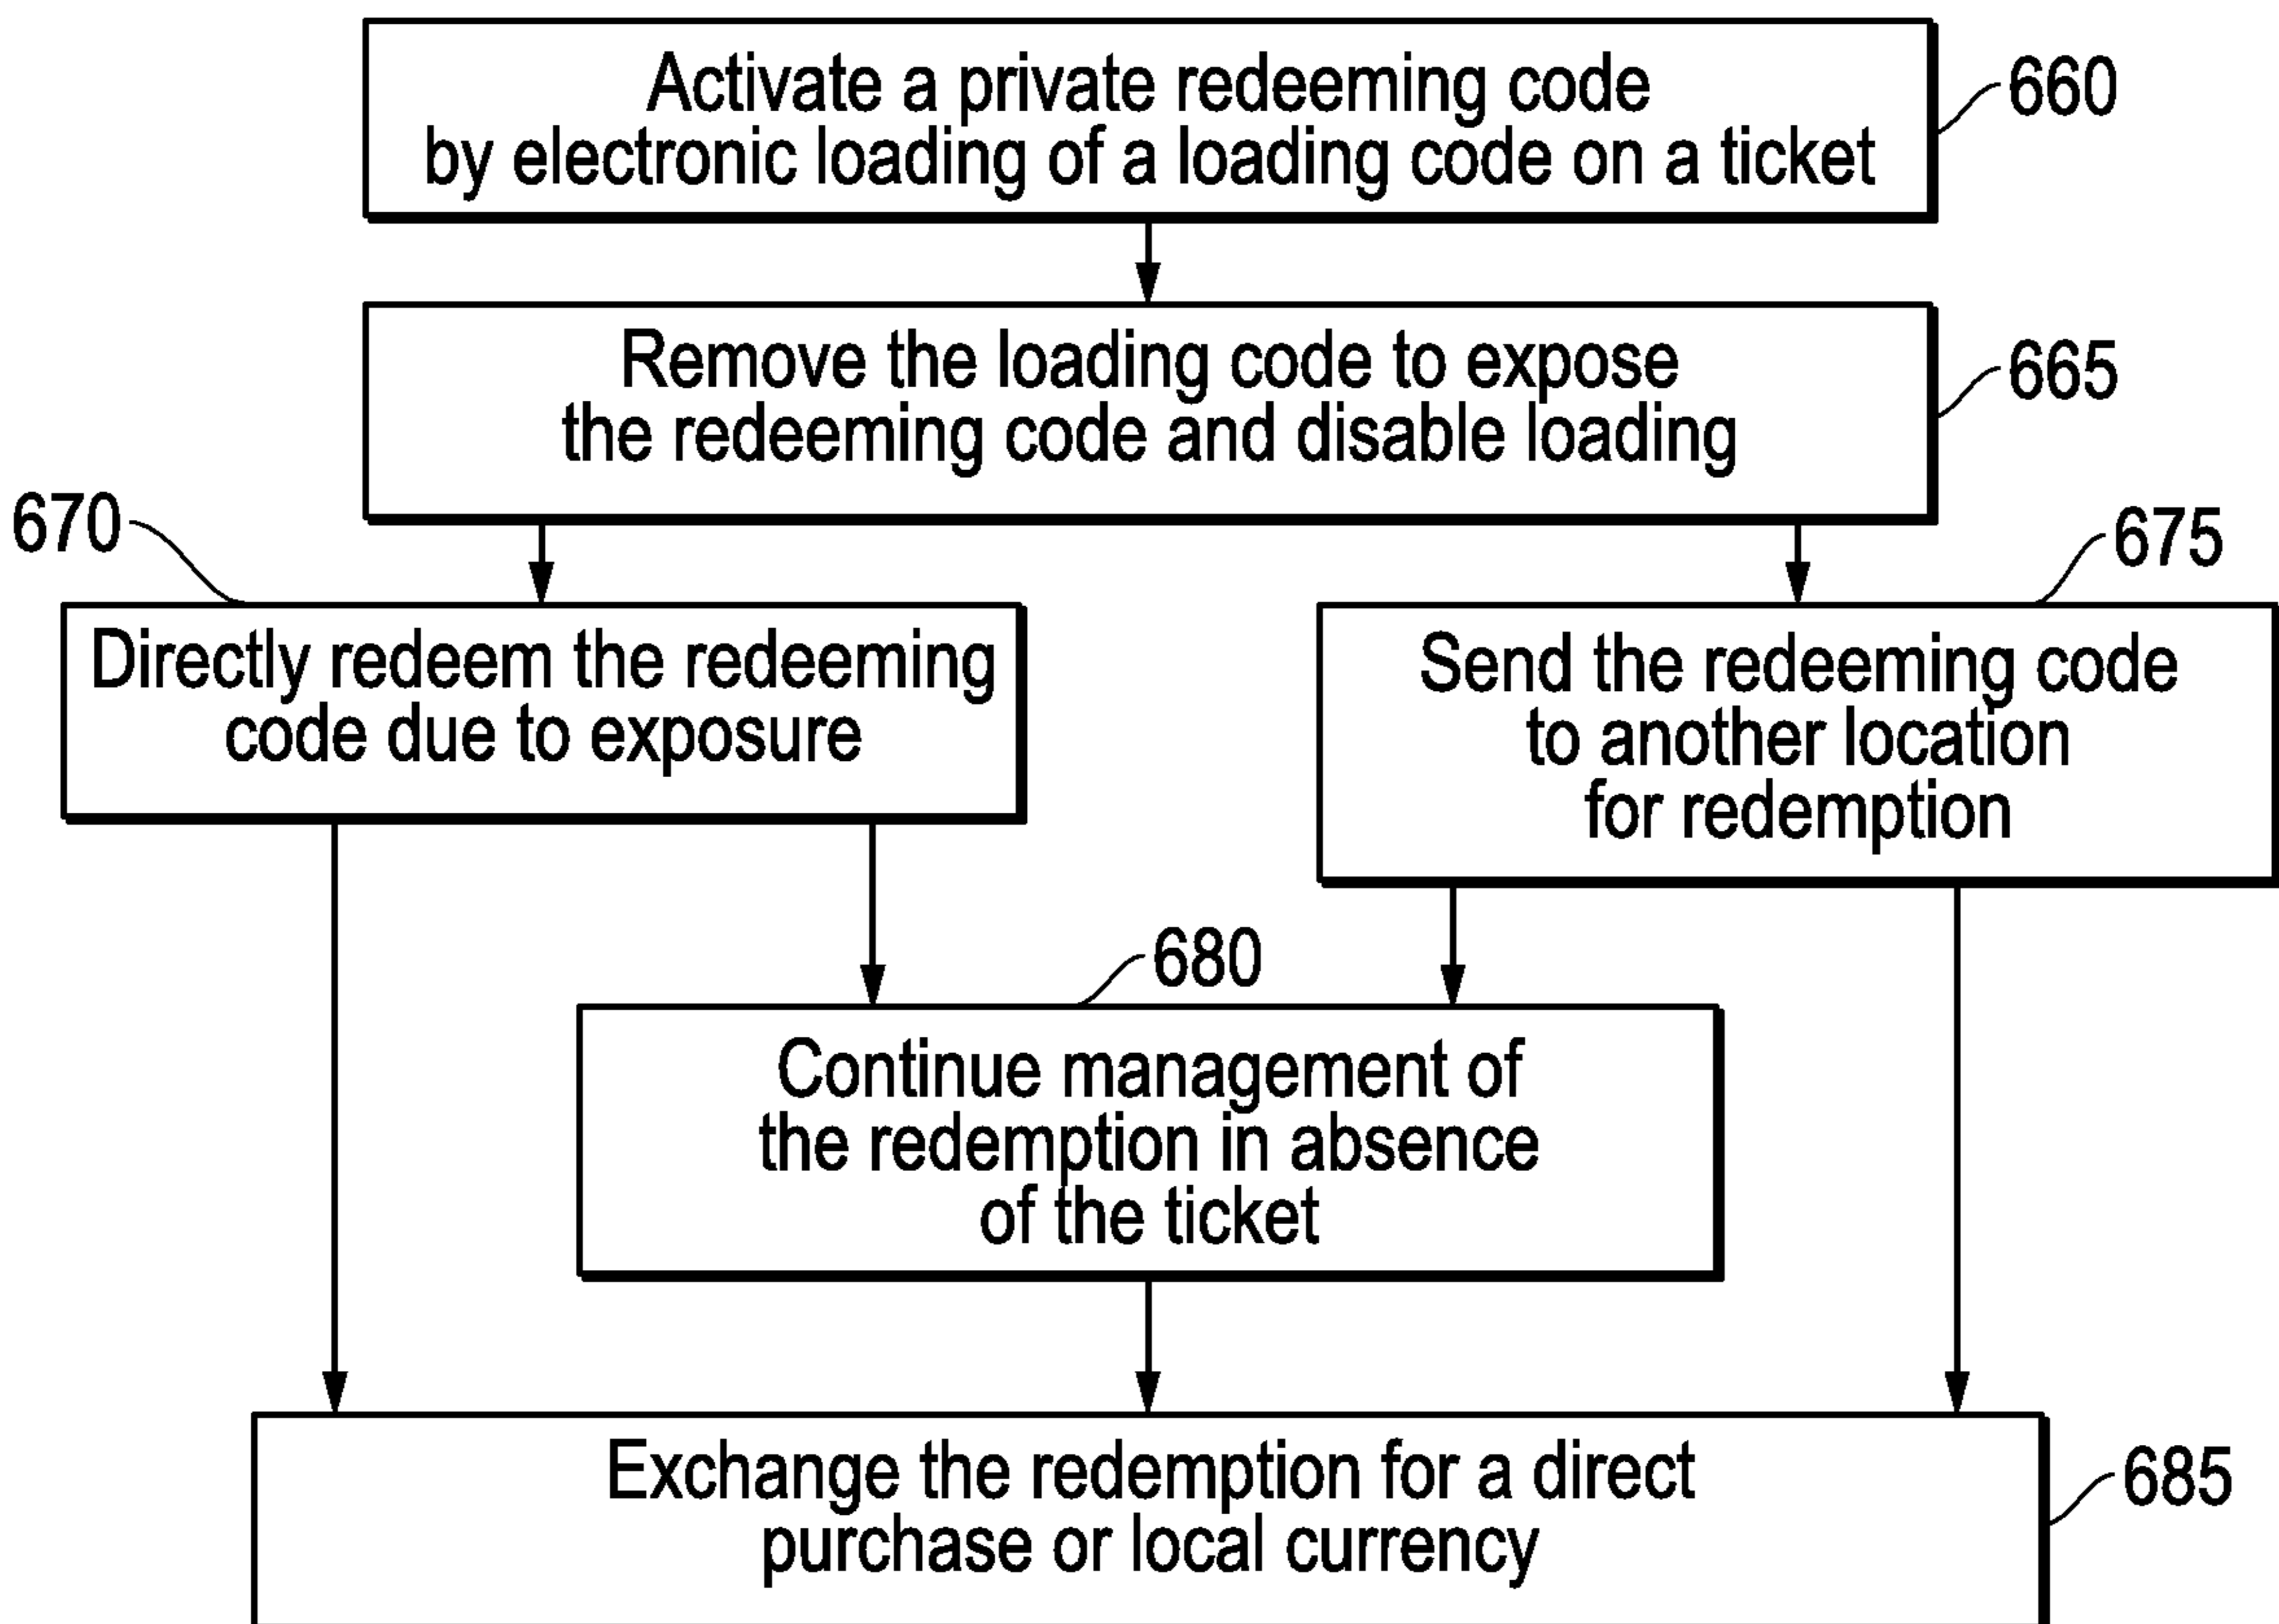 Activate a private redeeming code
by electronic loading of a loading code on a ticket
660
Remove the loading code to expose
the redeeming code and disable loading
665
670
675
Directly redeem the redeeming
code due to exposure
Send the redeeming code
to another location
for redemption
680
Continue management of
the redemption in absence
of the ticket
Exchange the redemption for a direct
purchase or local currency
685